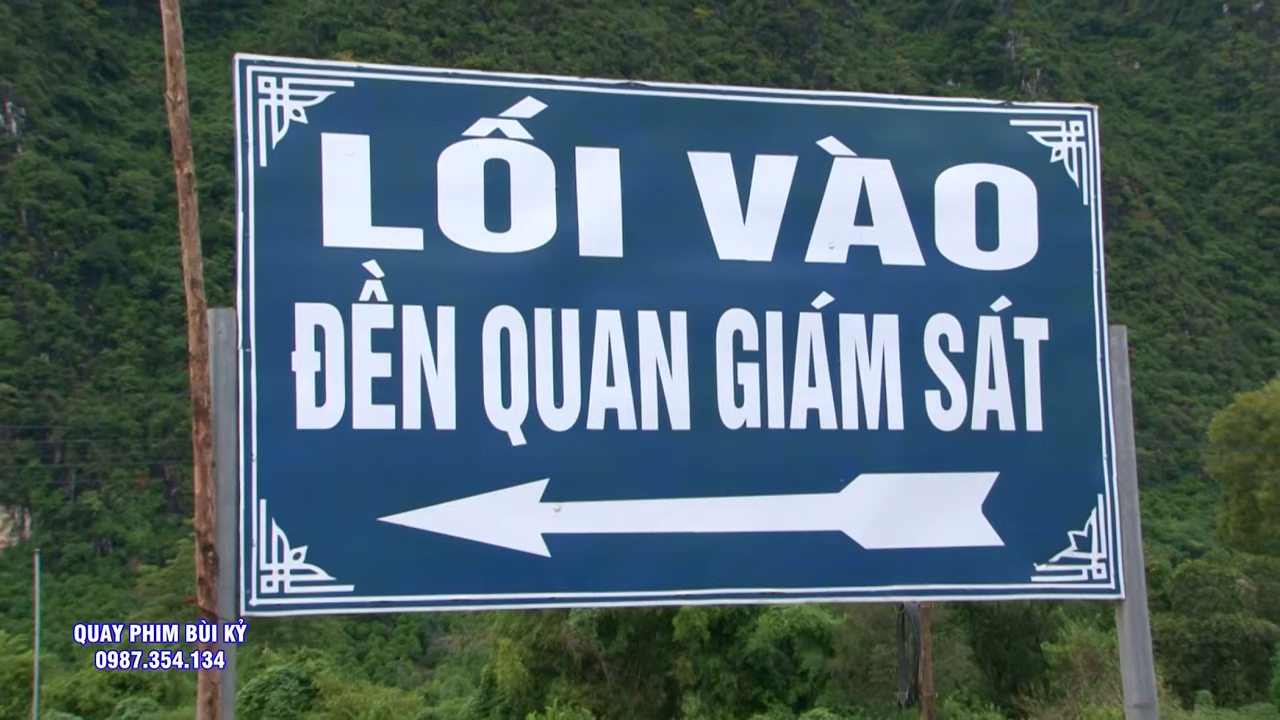 LỐI VÀO
ĐỀN QUAN GIÁM SÁT
QUAY PHIM BÙI KỶ
0987.354.134